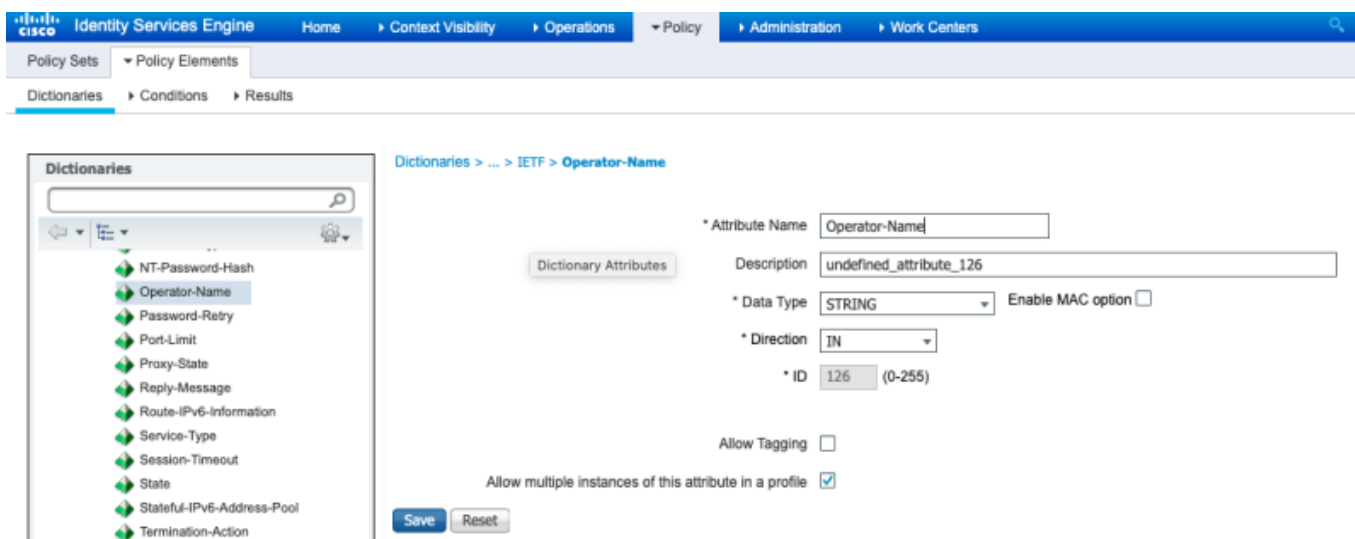 cisco Identity Services Engine Home Context Visibility Operations Policy Administration Work Centers
Policy Sets Policy Elements
Dictionaries Conditions Results
Dictionaries
Dictionaries > ... > IETF > Operator-Name
NT-Password-Hash
Operator-Name
Password-Retry
Port-Limit
Proxy-State
Reply-Message
Route-IPv6-Information
Service-Type
Session-Timeout
State
Stateful-IPv6-Address-Pool
Termination-Action
* Attribute Name Operator-Name
Dictionary Attributes
Description undefined_attribute_126
* Data Type STRING Enable MAC option
* Direction IN
* ID 126 (0-255)
Allow Tagging
Allow multiple instances of this attribute in a profile
Save Reset